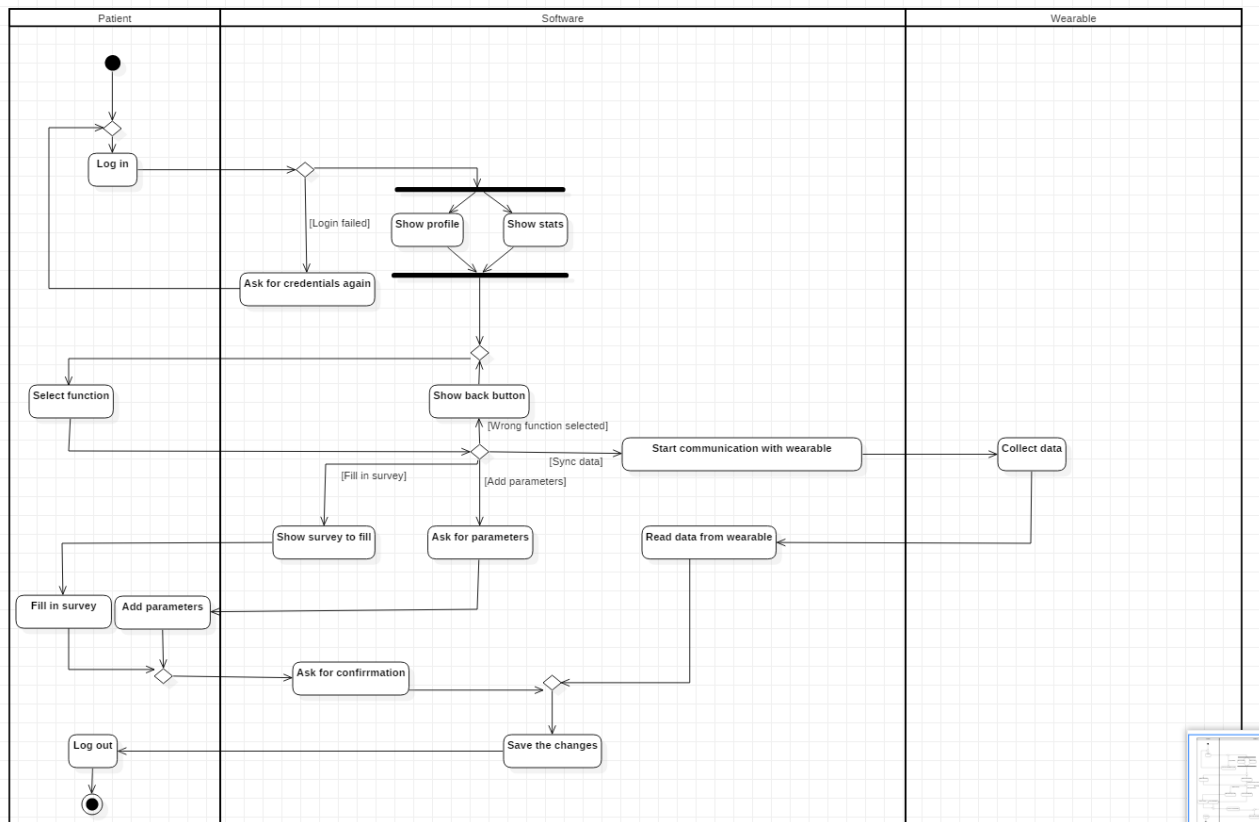 Patient
Software
Wearable
Log in
[Login failed]
Show profile
Show stats
Ask for credentials again
Select function
Show back button
[Wrong function selected]
Start communication with wearable
Collect data
[Sync data]
[Fill in survey]
[Add parameters]
Show survey to fill
Ask for parameters
Read data from wearable
Fill in survey
Add parameters
Ask for confirrmation
Log out
Save the changes